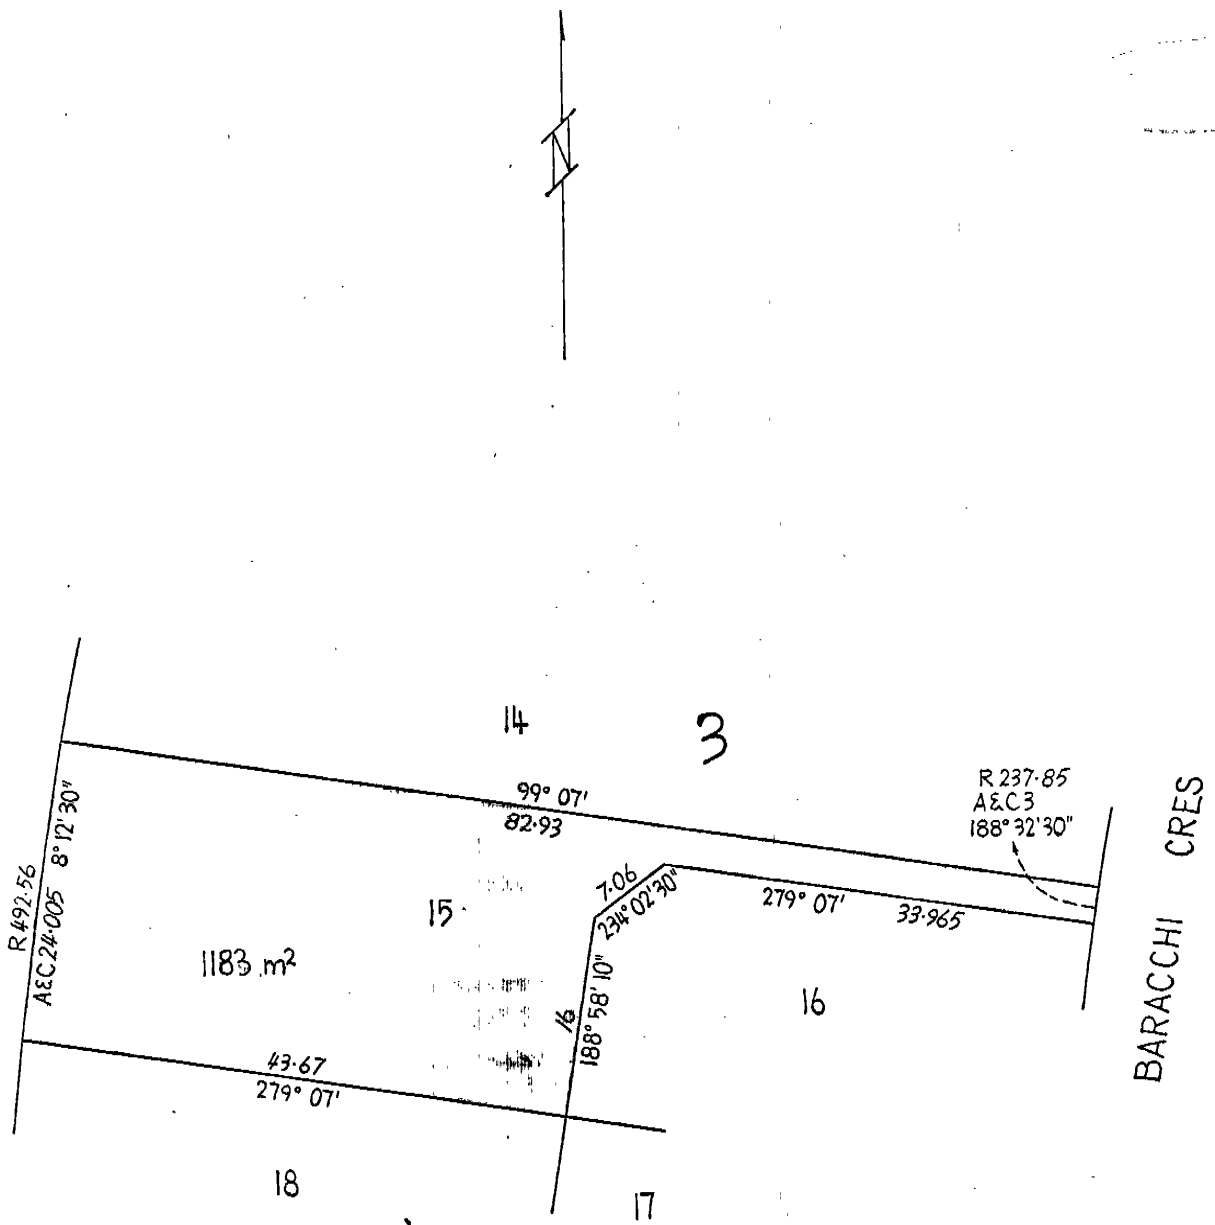 N
14
3
99° 07'
82·93
R 237·85
A&C 3
188° 32' 30"
BARACCHI CRES
R 492·56
A&C 24·005 8° 12' 30"
7·06
234° 02' 30"
279° 07' 33·965
15
1183 m²
16
188° 58' 10"
16
43·67
279° 07'
18
17